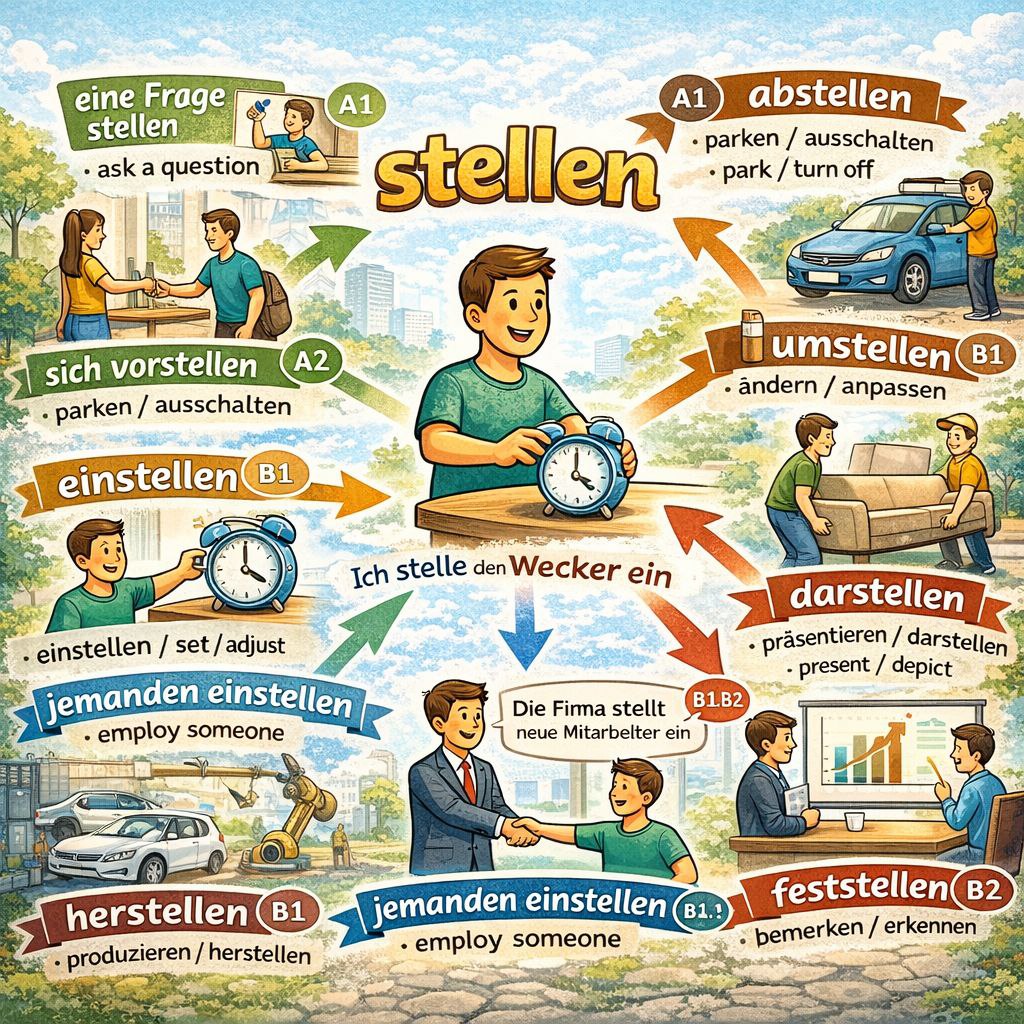 stellen
eine Frage
stellen
A1
• ask a question
sich vorstellen A2
• parken / ausschalten
einstellen B1
• einstellen / set / adjust
jemanden einstellen
• employ someone
herstellen B1
• produzieren / herstellen
Ich stelle den Wecker ein
Die Fima stellt
neue Mitarbelter ein
B1.B2
jemanden einstellen B1.!
• employ someone
A1 abstellen
• parken / ausschalten
• park / turn off
umstellen B1
• ändern / anpassen
darstellen
• präsentieren / darstellen
• present / depict
feststellen B2
• bemerken / erkennen